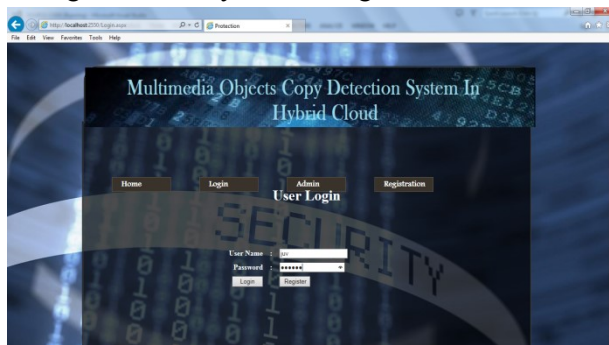 http://localhost:2530/Login.aspx
Protection
File Edit View Favorites Tools Help
Multimedia Objects Copy Detection System In
Hybrid Cloud
Home Login Admin Registration
User Login
SECURITY
User Name :
Password : ••••••
Login Register